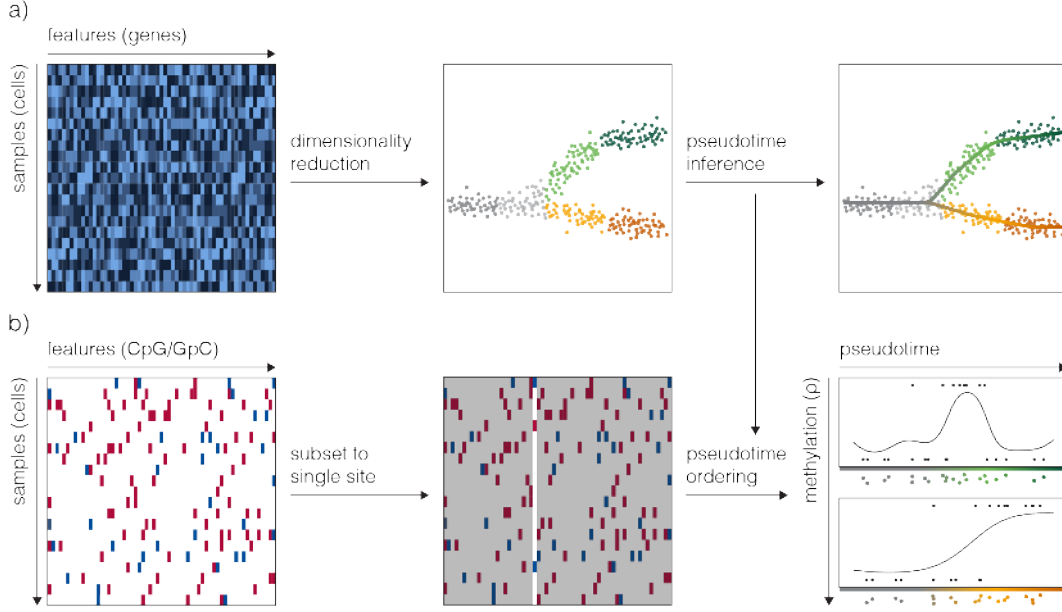 a)
features (genes)
samples (cells)
dimensionality
reduction
pseudotime
inference
b)
features (CpG/GpC)
samples (cells)
subset to
single site
pseudotime
ordering
pseudotime
methylation (ρ)